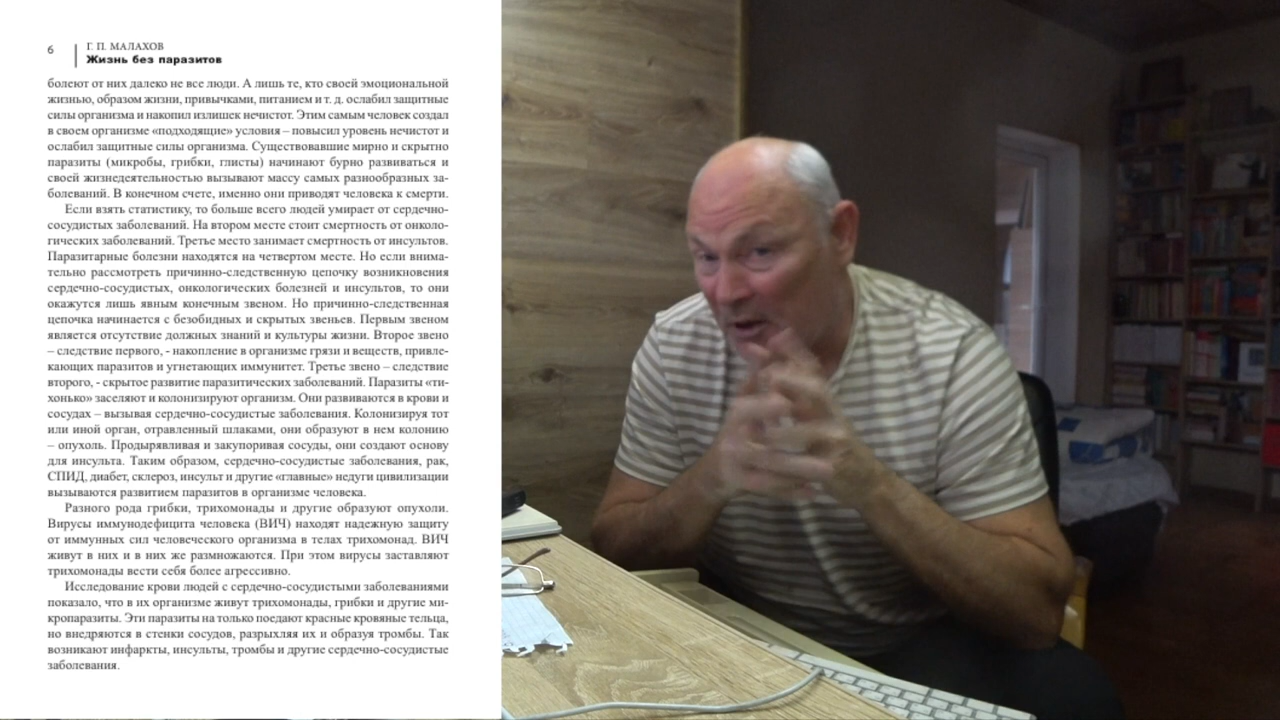 6
Г. П. МАЛАХОВ
Жизнь без паразитов
болеют от них далеко не все люди. А лишь те, кто своей эмоциональной
жизнью, образом жизни, привычками, питанием и т. д. ослабил защитные
силы организма и накопил излишек нечистот. Этим самым человек создал
в своем организме «подходящие» условия – повысил уровень нечистот и
ослабил защитные силы организма. Существовавшие мирно и скрытно
паразиты (микробы, грибки, глисты) начинают бурно развиваться и
своей жизнедеятельностью вызывают массу самых разнообразных за-
болеваний. В конечном счете, именно они приводят человека к смерти.
Если взять статистику, то больше всего людей умирает от сердечно-
сосудистых заболеваний. На втором месте стоит смертность от онколо-
гических заболеваний. Третье место занимает смертность от инсультов.
Паразитарные болезни находятся на четвертом месте. Но если внима-
тельно рассмотреть причинно-следственную цепочку возникновения
сердечно-сосудистых, онкологических болезней и инсультов, то они
окажутся лишь явным конечным звеном. Но причинно-следственная
цепочка начинается с безобидных и скрытых звеньев. Первым звеном
является отсутствие должных знаний и культуры жизни. Второе звено
– следствие первого, - накопление в организме грязи и веществ, привле-
кающих паразитов и угнетающих иммунитет. Третье звено – следствие
второго, - скрытое развитие паразитических заболеваний. Паразиты «ти-
хонько» заселяют и колонизируют организм. Они развиваются в крови и
сосудах – вызывая сердечно-сосудистые заболевания. Колонизируя тот
или иной орган, отравленный шлаками, они образуют в нем колонию
– опухоль. Продырявливая и закупоривая сосуды, они создают основу
для инсульта. Таким образом, сердечно-сосудистые заболевания, рак,
СПИД, диабет, склероз, инсульт и другие «главные» недуги цивилизации
вызываются развитием паразитов в организме человека.
Разного рода грибки, трихомонады и другие образуют опухоли.
Вирусы иммунодефицита человека (ВИЧ) находят надежную защиту
от иммунных сил человеческого организма в телах трихомонад. ВИЧ
живут в них и в них же размножаются. При этом вирусы заставляют
трихомонады вести себя более агрессивно.
Исследование крови людей с сердечно-сосудистыми заболеваниями
показало, что в их организме живут трихомонады, грибки и другие ми-
кропаразиты. Эти паразиты на только поедают красные кровяные тельца,
но внедряются в стенки сосудов, разрыхляя их и образуя тромбы. Так
возникают инфаркты, инсульты, тромбы и другие сердечно-сосудистые
заболевания.